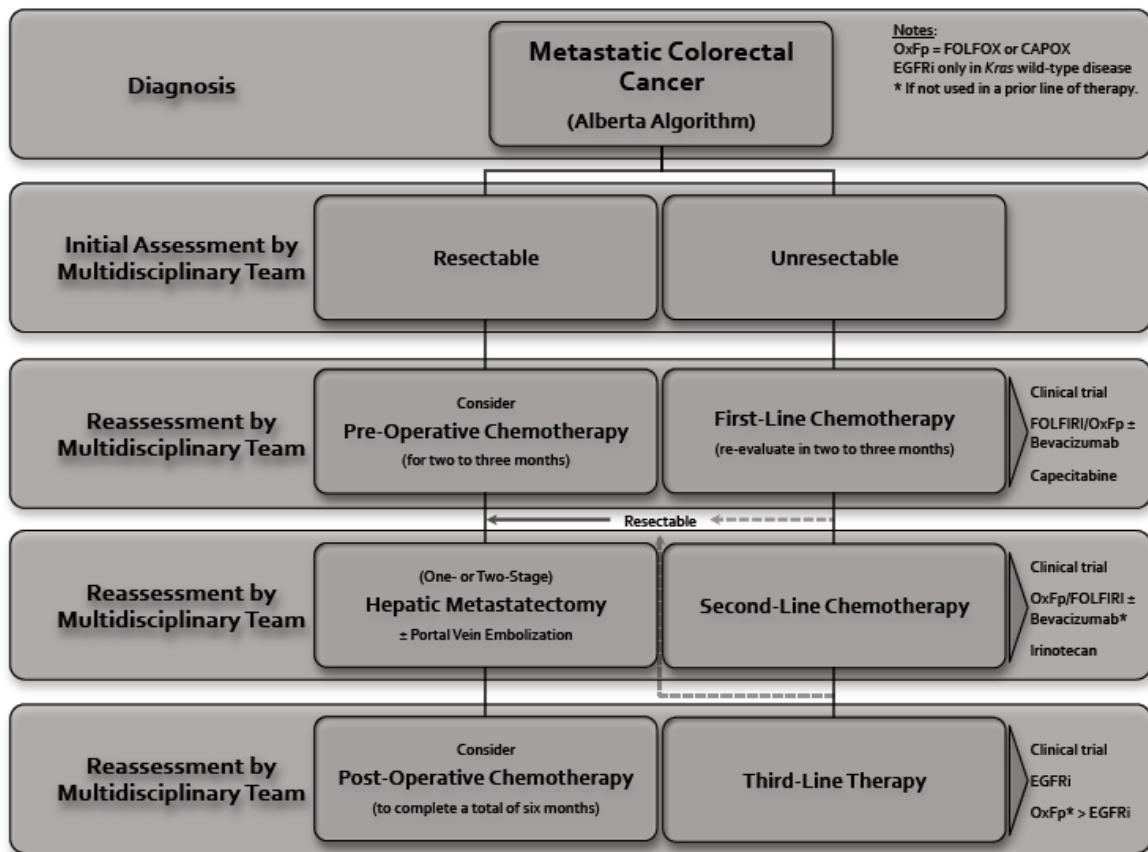 Diagnosis
Metastatic Colorectal
Cancer
(Alberta Algorithm)
Notes:
OxFp = FOLFOX or CAPOX
EGFRi only in Kras wild-type disease
* If not used in a prior line of therapy.
Initial Assessment by
Multidisciplinary Team
Resectable
Unresectable
Reassessment by
Multidisciplinary Team
Consider
Pre-Operative Chemotherapy
(for two to three months)
First-Line Chemotherapy
(re-evaluate in two to three months)
Clinical trial
FOLFIRI/OxFp ±
Bevacizumab
Capecitabine
Resectable
Reassessment by
Multidisciplinary Team
(One- or Two-Stage)
Hepatic Metastatectomy
± Portal Vein Embolization
Second-Line Chemotherapy
Clinical trial
OxFp/FOLFIRI ±
Bevacizumab*
Irinotecan
Reassessment by
Multidisciplinary Team
Consider
Post-Operative Chemotherapy
(to complete a total of six months)
Third-Line Therapy
Clinical trial
EGFRi
OxFp* > EGFRi